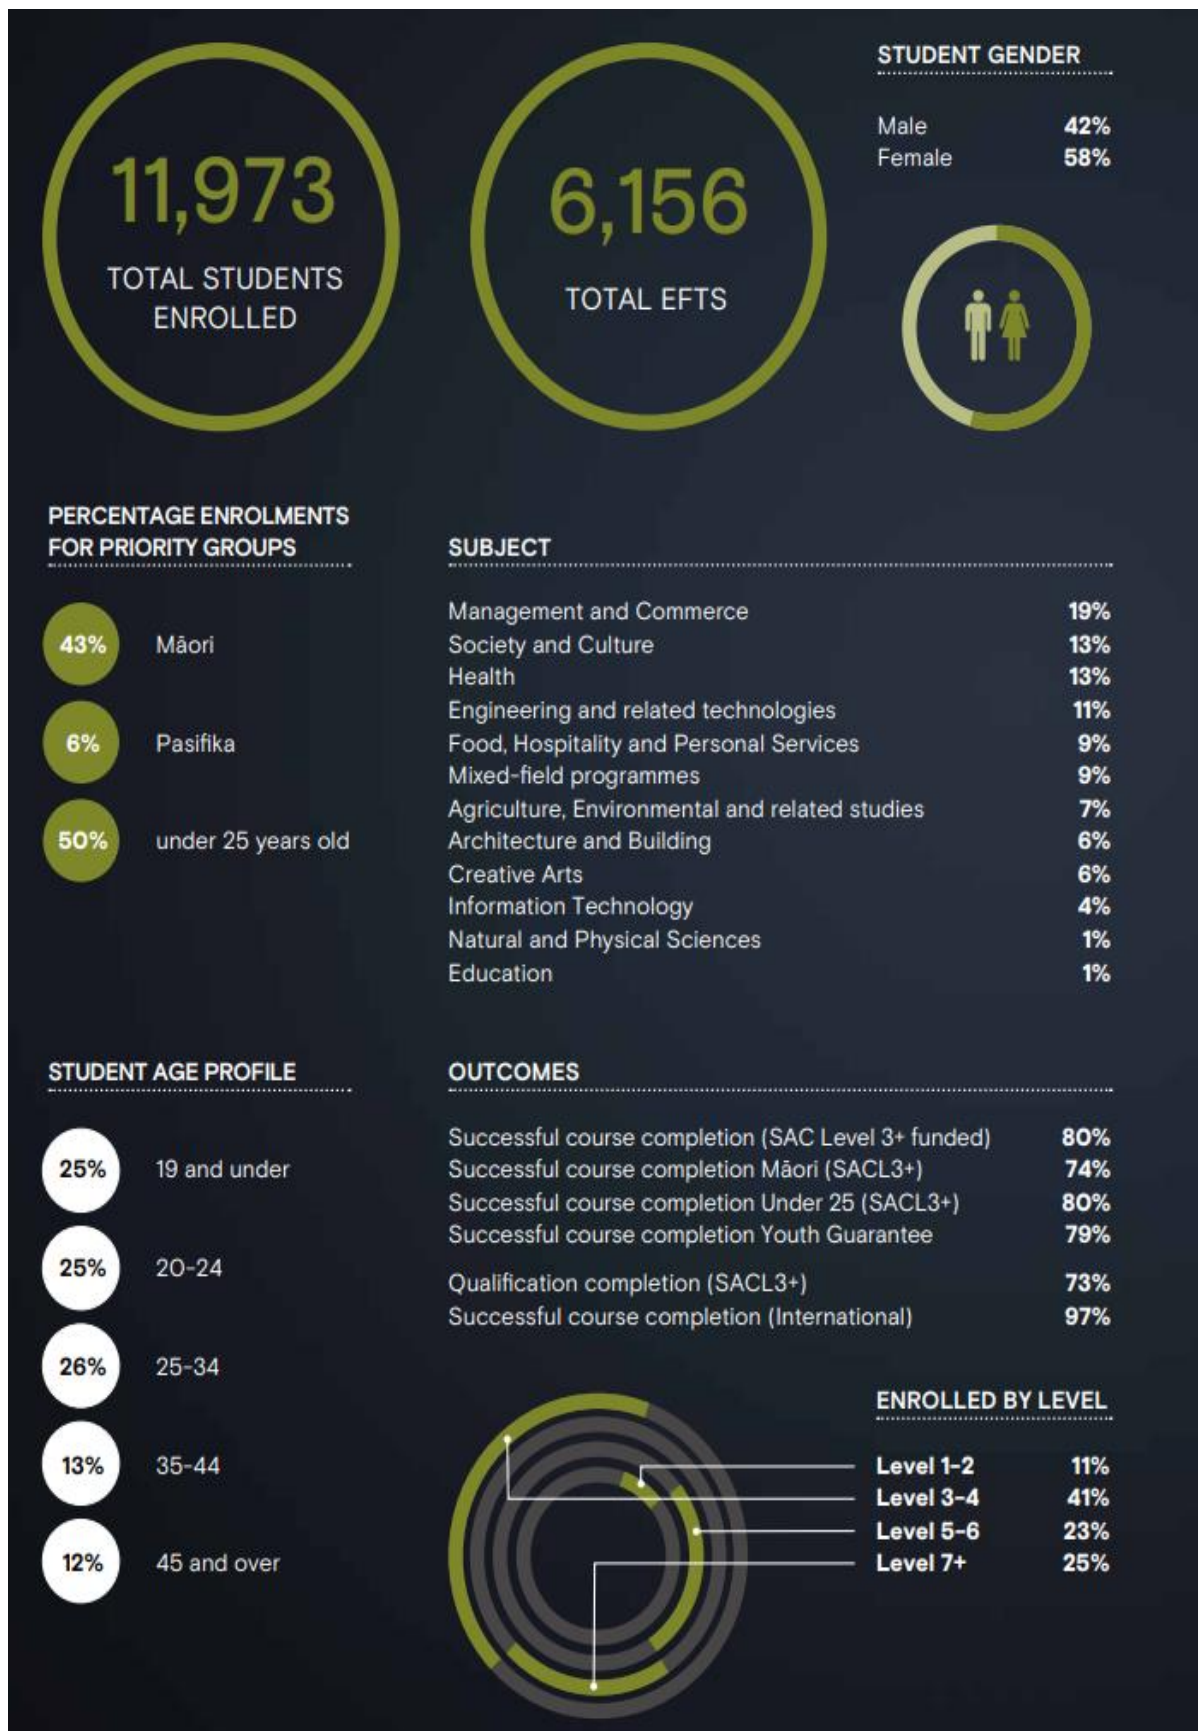 11,973
TOTAL STUDENTS
ENROLLED
6,156
TOTAL EFTS
STUDENT GENDER
Male 42%
Female 58%
PERCENTAGE ENROLMENTS
FOR PRIORITY GROUPS
43% Māori
6% Pasifika
50% under 25 years old
SUBJECT
Management and Commerce 19%
Society and Culture 13%
Health 13%
Engineering and related technologies 11%
Food, Hospitality and Personal Services 9%
Mixed-field programmes 9%
Agriculture, Environmental and related studies 7%
Architecture and Building 6%
Creative Arts 6%
Information Technology 4%
Natural and Physical Sciences 1%
Education 1%
STUDENT AGE PROFILE
25% 19 and under
25% 20-24
26% 25-34
13% 35-44
12% 45 and over
OUTCOMES
Successful course completion (SAC Level 3+ funded) 80%
Successful course completion Māori (SACL3+) 74%
Successful course completion Under 25 (SACL3+) 80%
Successful course completion Youth Guarantee 79%
Qualification completion (SACL3+) 73%
Successful course completion (International) 97%
ENROLLED BY LEVEL
Level 1-2 11%
Level 3-4 41%
Level 5-6 23%
Level 7+ 25%